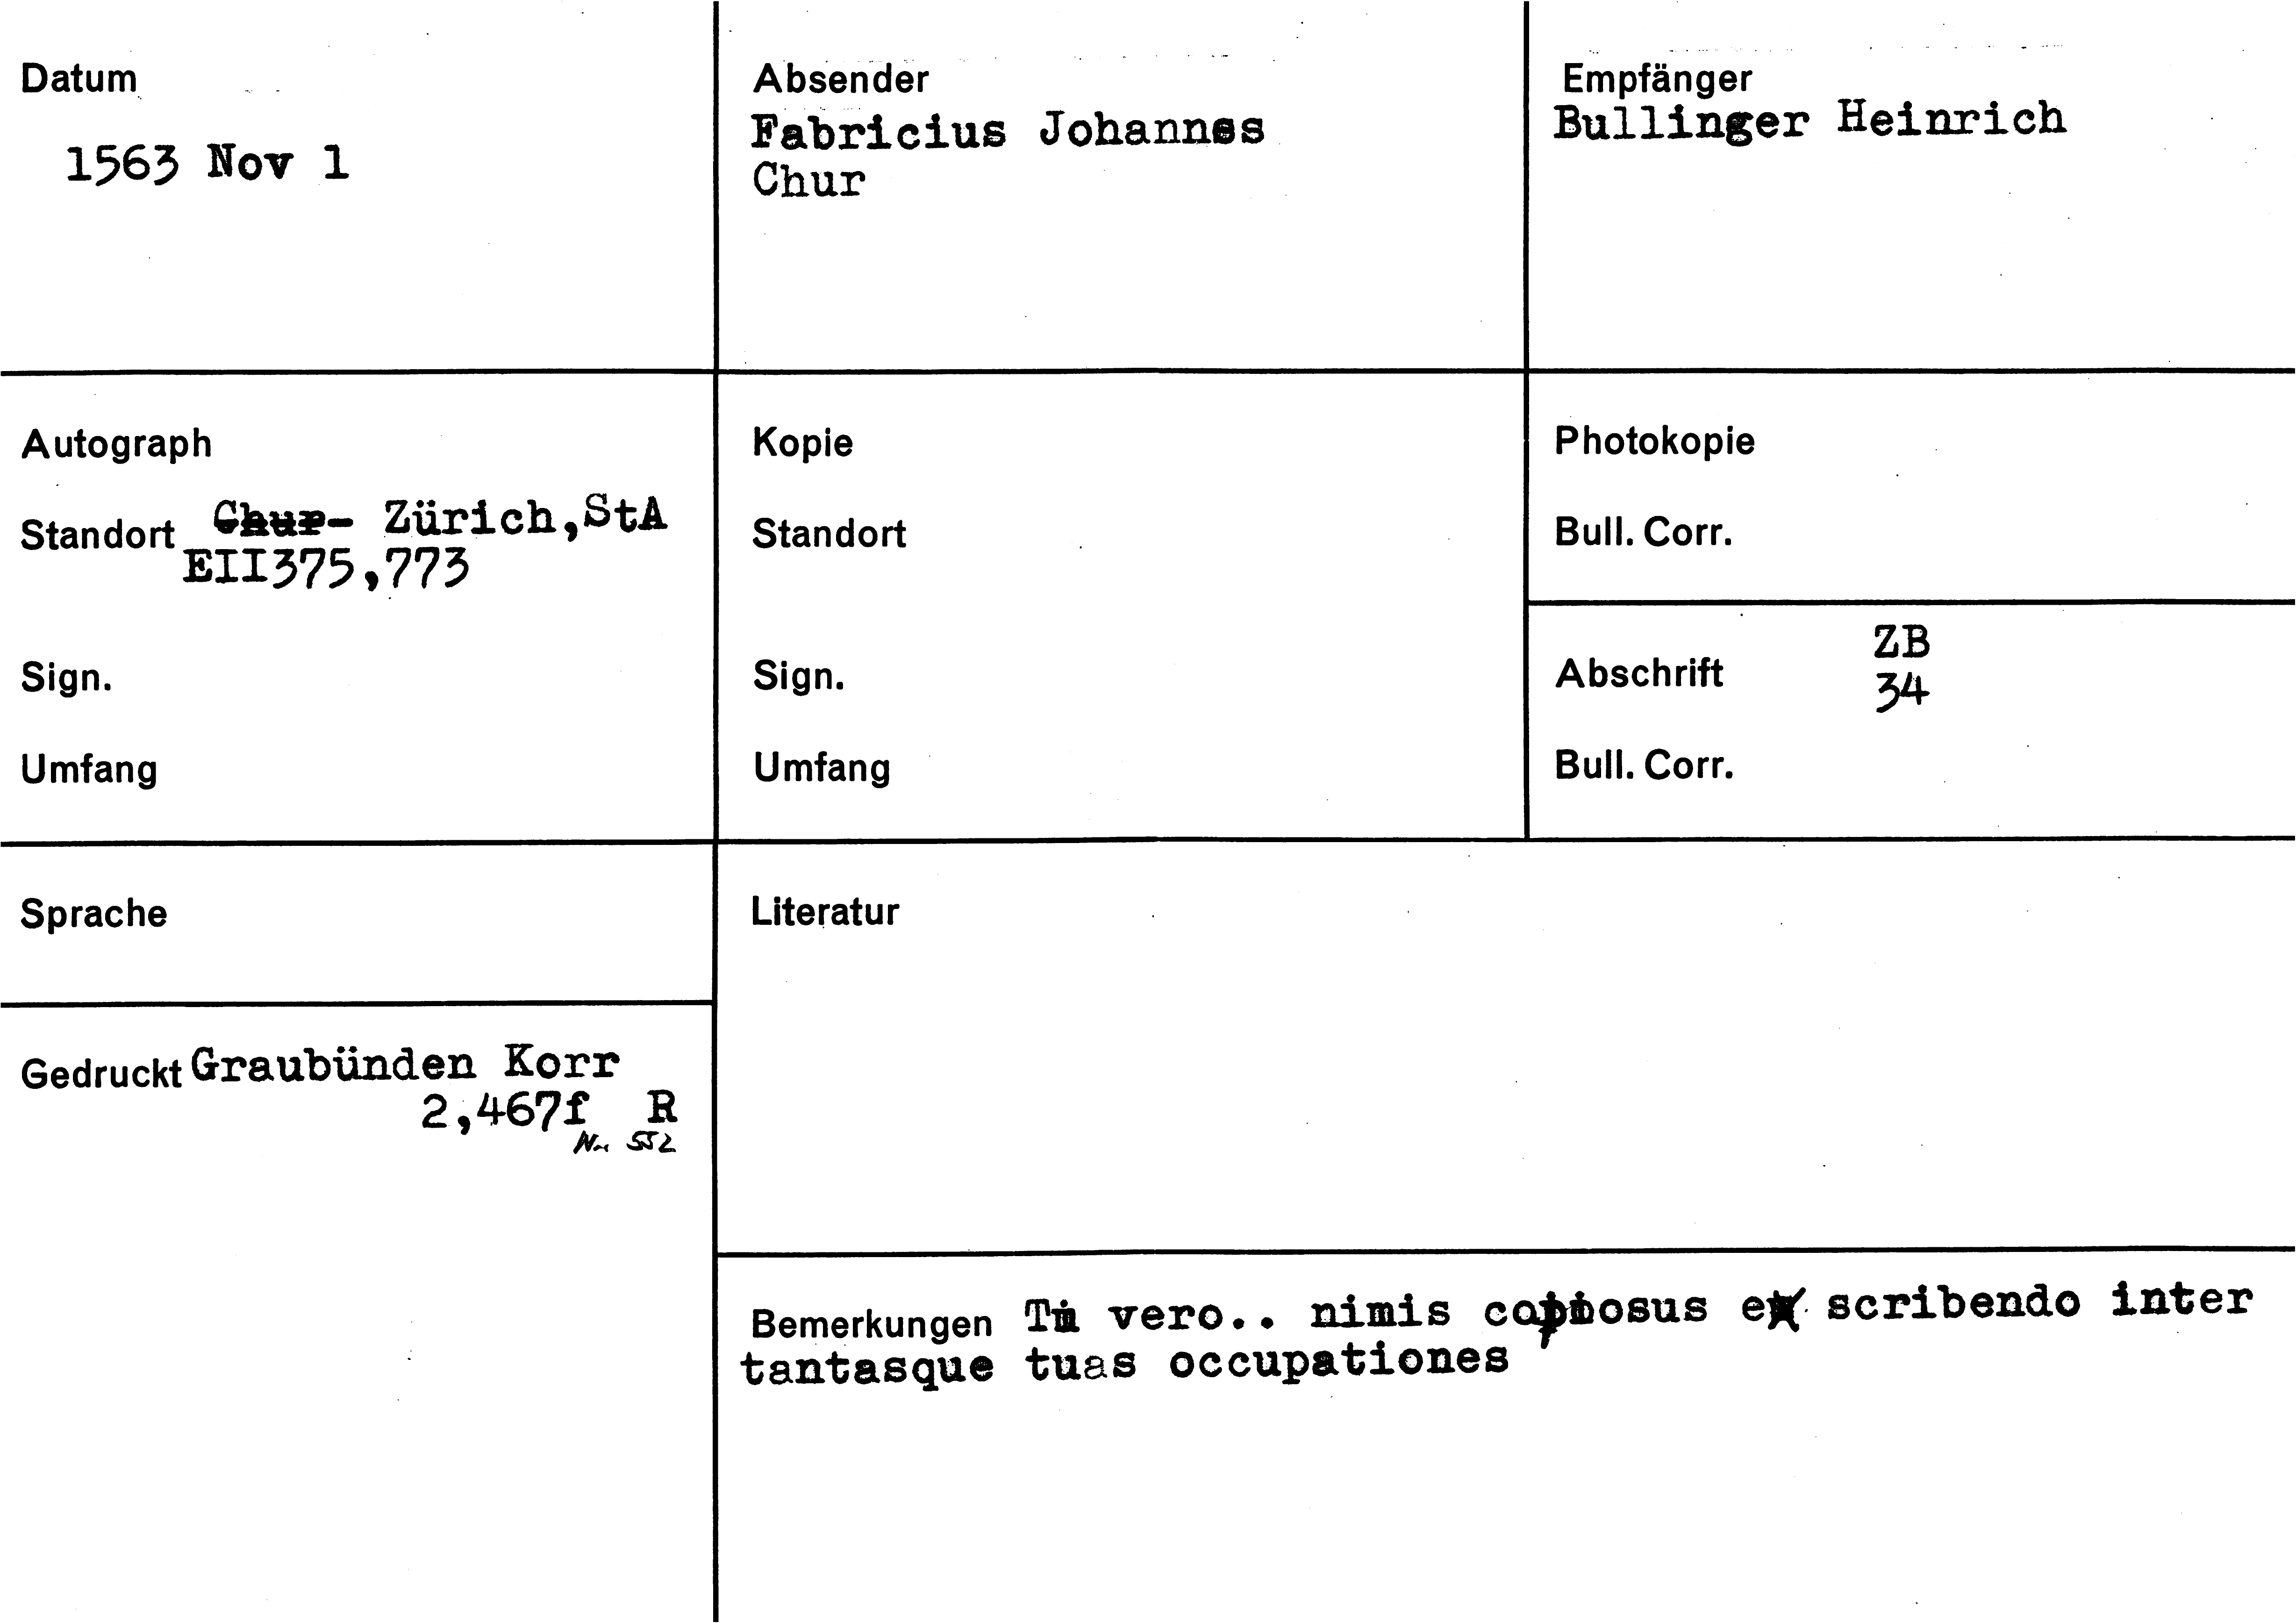 Datum
1563 Nov 1
Absender
Fabricius Johannes
Chur
Empfänger
Bullinger Heinrich
Autograph
Standort Chur- Zürich,StA
EII375,773
Sign.
Umfang
Kopie
Standort
Sign.
Umfang
Photokopie
Bull. Corr.
ZB
Abschrift 34
Bull. Corr.
Sprache
Gedruckt Graubünden Korr
2,467f R
Nr. 552
Literatur
Bemerkungen Tu vero.. nimis copiosus es scribendo inter
tantasque tuas occupationes